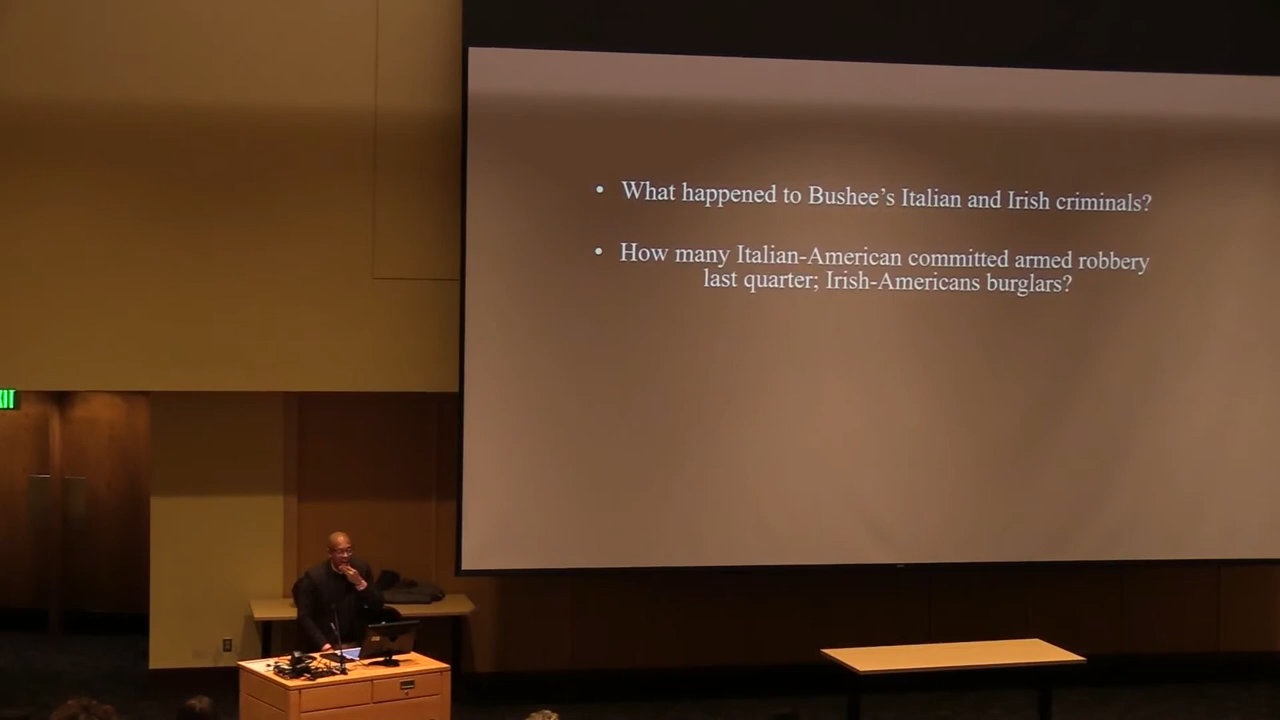 • What happened to Bushee's Italian and Irish criminals?
• How many Italian-American committed armed robbery
last quarter; Irish-Americans burglars?